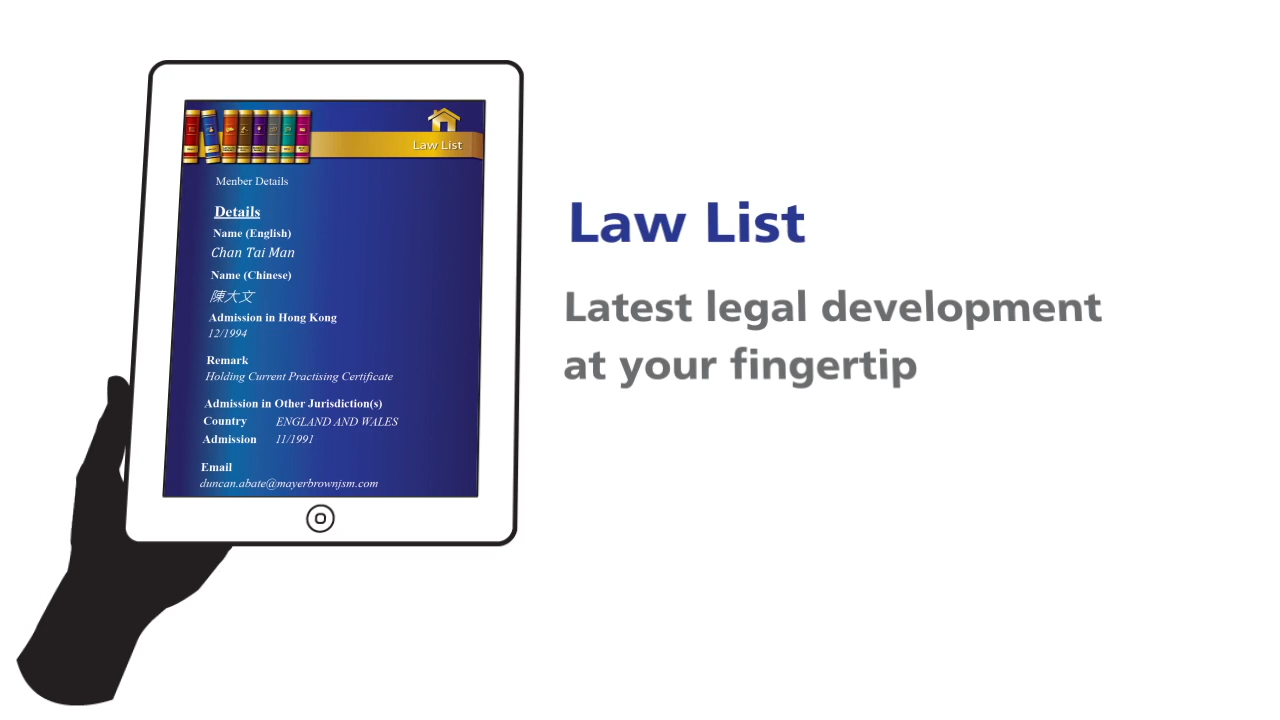 Law List
Menber Details
Details
Name (English)
Chan Tai Man
Name (Chinese)
陳大文
Admission in Hong Kong
12/1994
Remark
Holding Current Practising Certificate
Admission in Other Jurisdiction(s)
Country ENGLAND AND WALES
Admission 11/1991
Email
duncan.abate@mayerbrownjsm.com
Law List
Latest legal development
at your fingertip